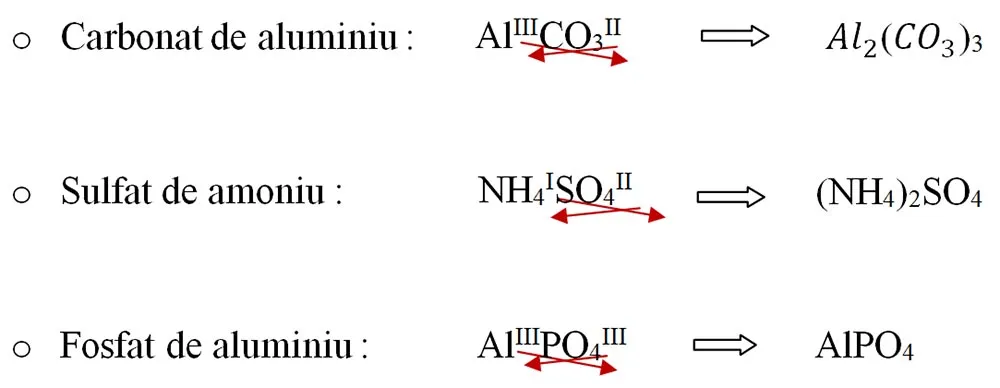 o Carbonat de aluminiu : Al^III CO₃^II ⇨ Al₂(CO₃)₃
o Sulfat de amoniu : NH₄^I SO₄^II ⇨ (NH₄)₂SO₄
o Fosfat de aluminiu : Al^III PO₄^III ⇨ AlPO₄